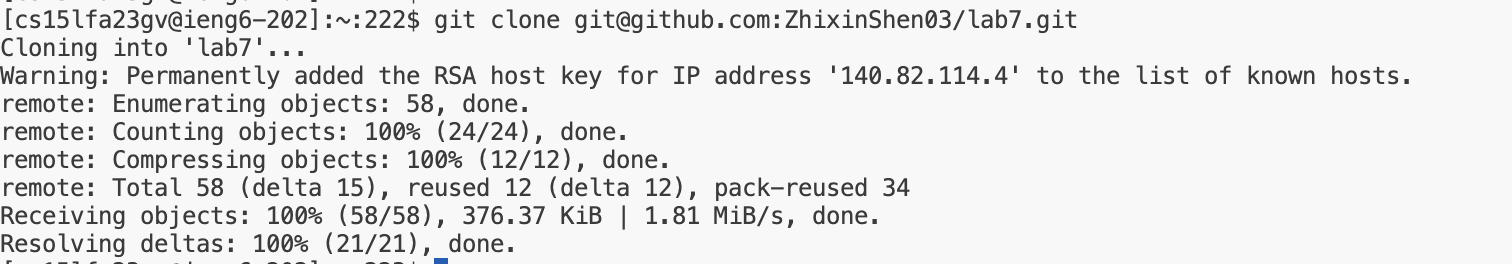 [cs15lfa23gv@ieng6-202]:~:222$ git clone git@github.com:ZhixinShen03/lab7.git
Cloning into 'lab7'...
Warning: Permanently added the RSA host key for IP address '140.82.114.4' to the list of known hosts.
remote: Enumerating objects: 58, done.
remote: Counting objects: 100% (24/24), done.
remote: Compressing objects: 100% (12/12), done.
remote: Total 58 (delta 15), reused 12 (delta 12), pack-reused 34
Receiving objects: 100% (58/58), 376.37 KiB | 1.81 MiB/s, done.
Resolving deltas: 100% (21/21), done.